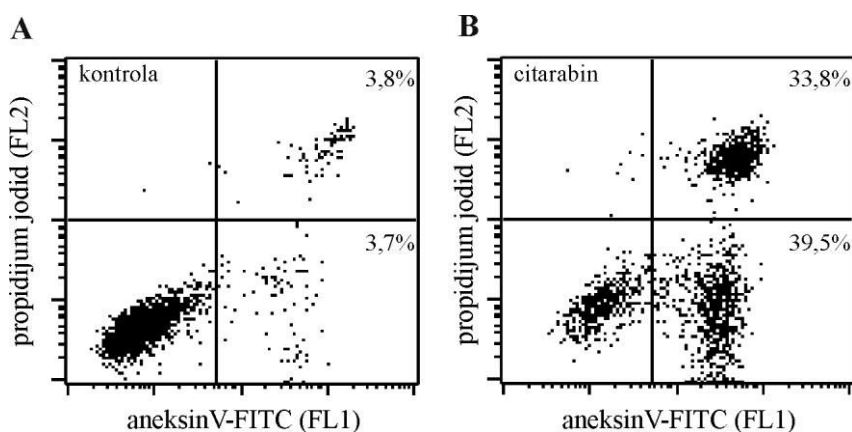 A
kontrola
3,8%
3,7%
propidijum jodid (FL2)
aneksinV-FITC (FL1)
B
citarabin
33,8%
39,5%
propidijum jodid (FL2)
aneksinV-FITC (FL1)